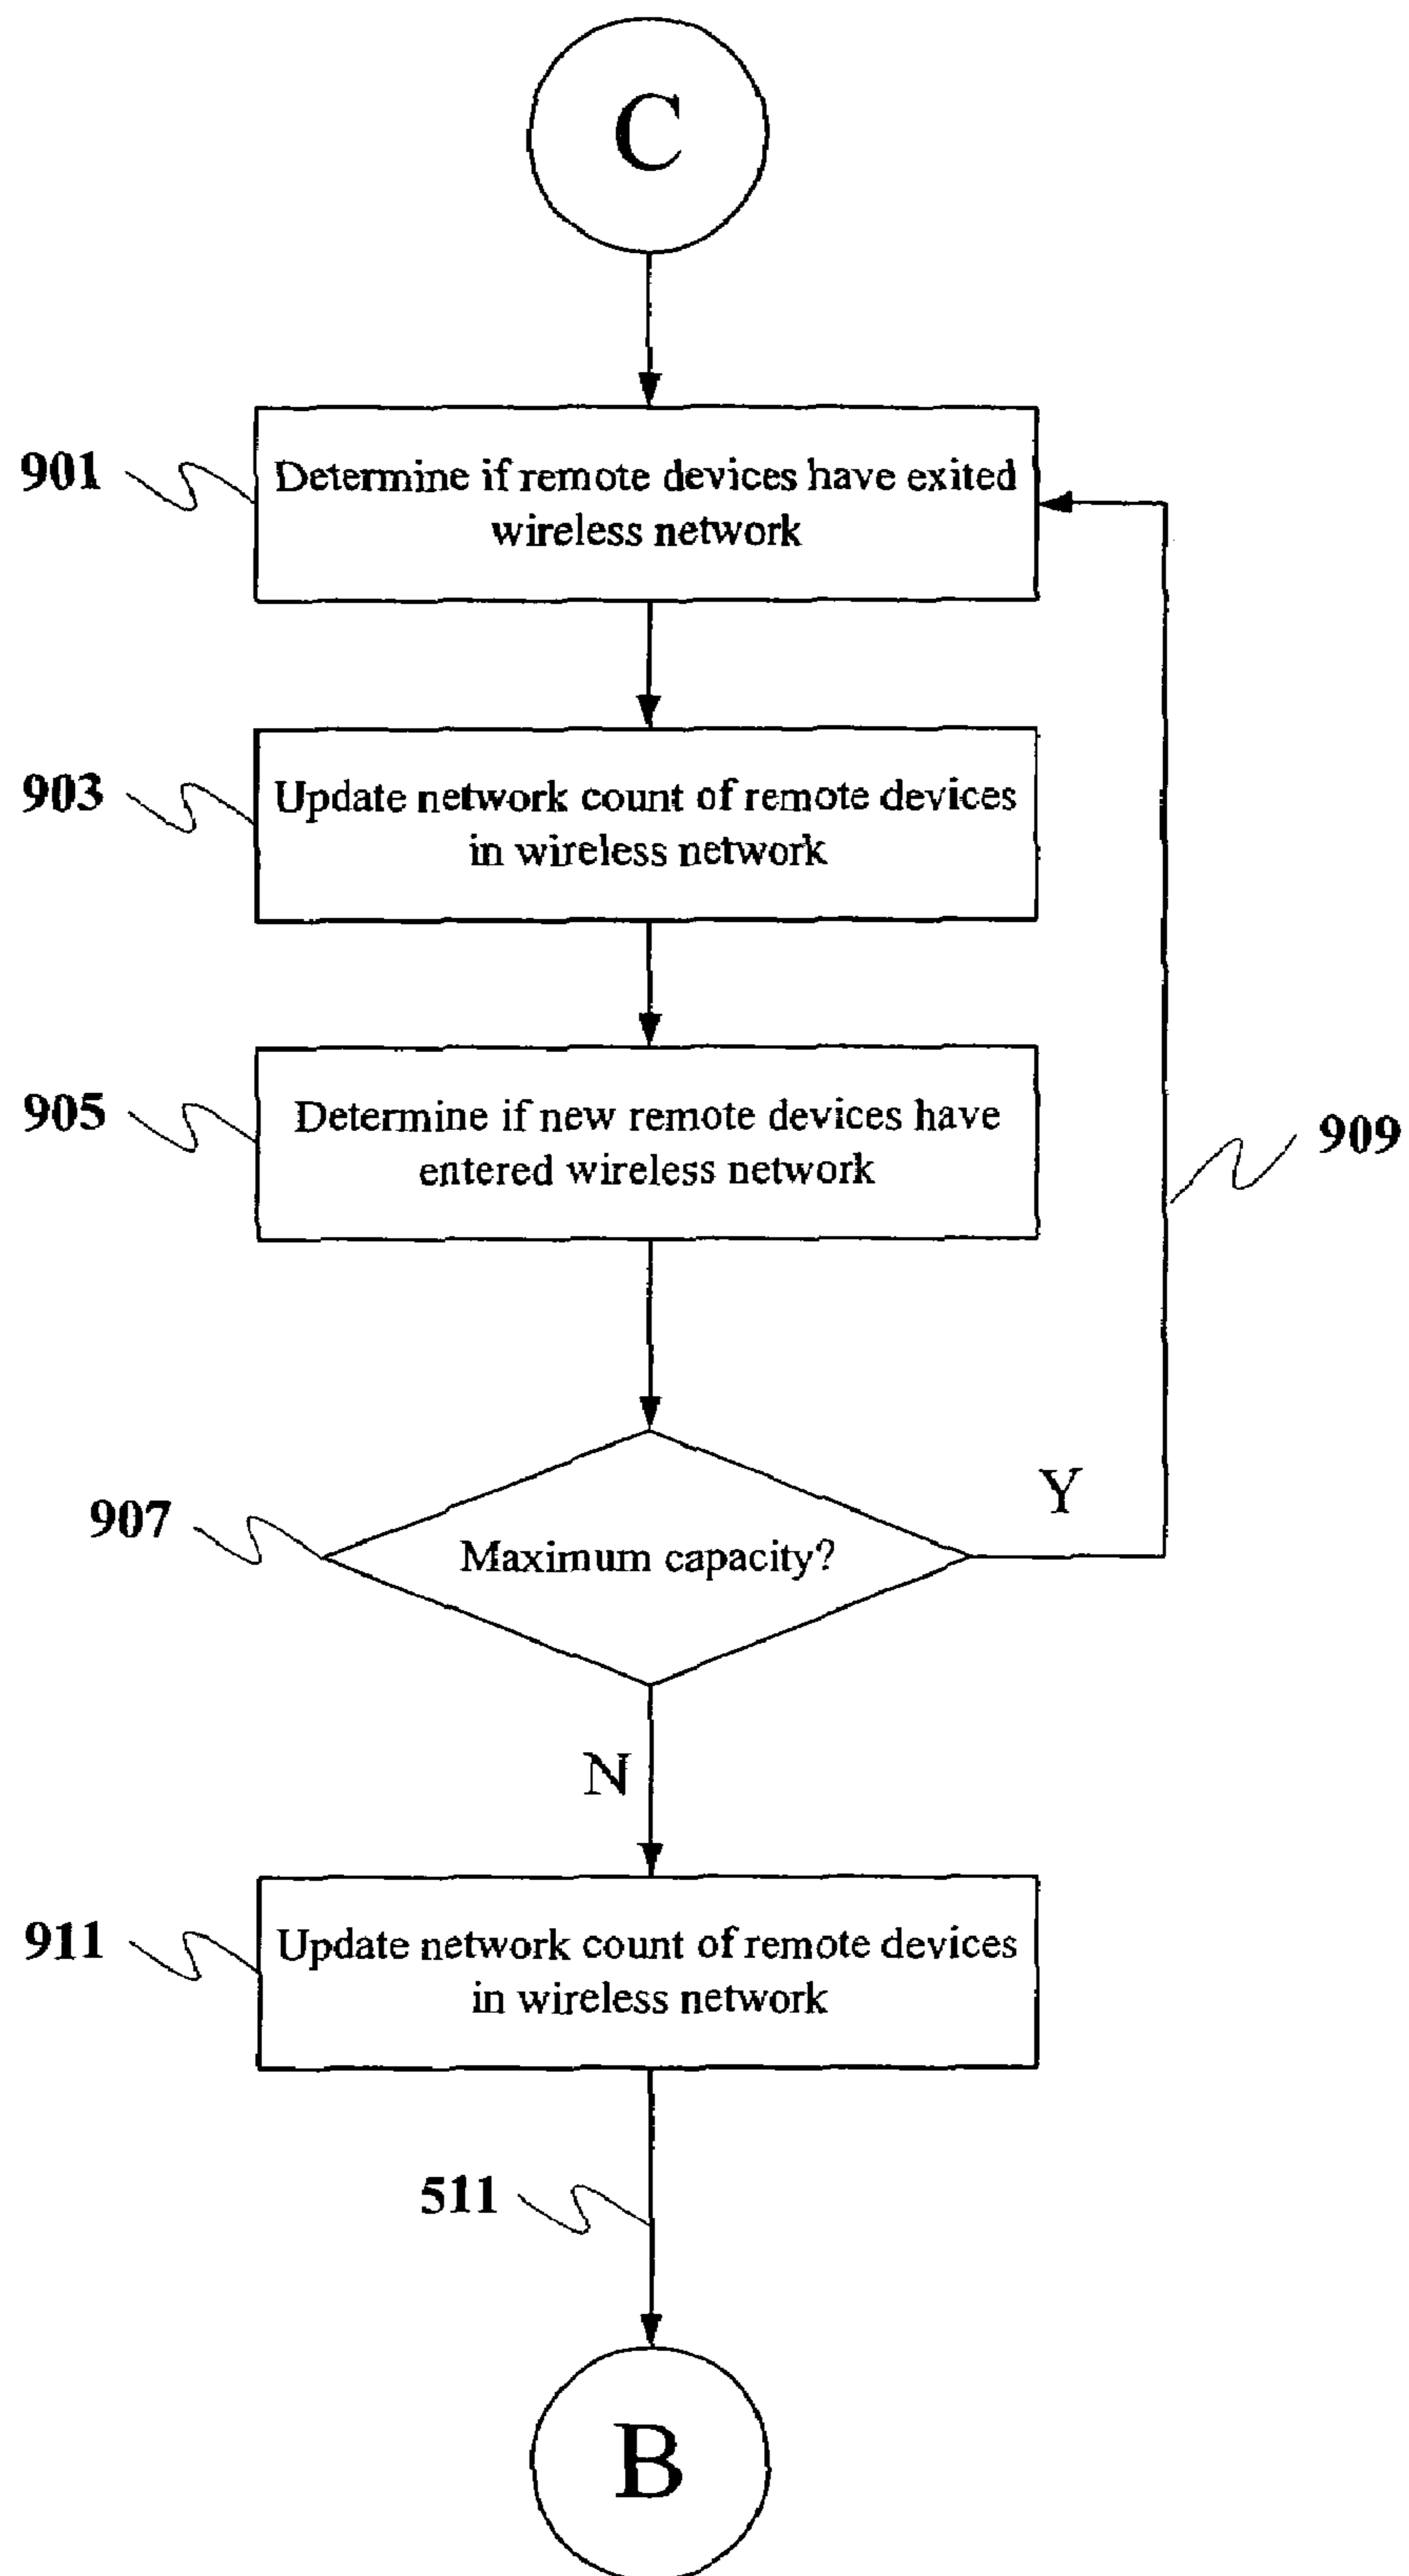 C
901
Determine if remote devices have exited
wireless network
903
Update network count of remote devices
in wireless network
905
Determine if new remote devices have
entered wireless network
909
907
Maximum capacity?
Y
N
911
Update network count of remote devices
in wireless network
511
B